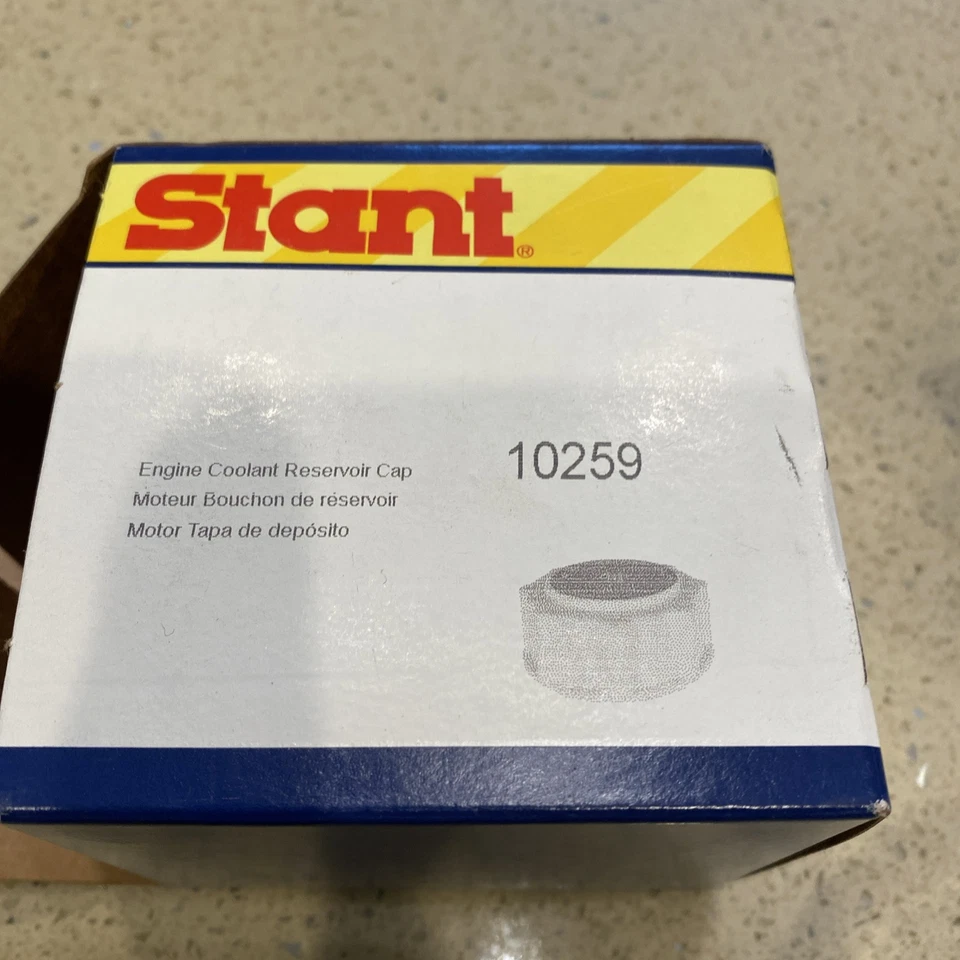 Stant®
Engine Coolant Reservoir Cap
Moteur Bouchon de réservoir
Motor Tapa de depósito
10259